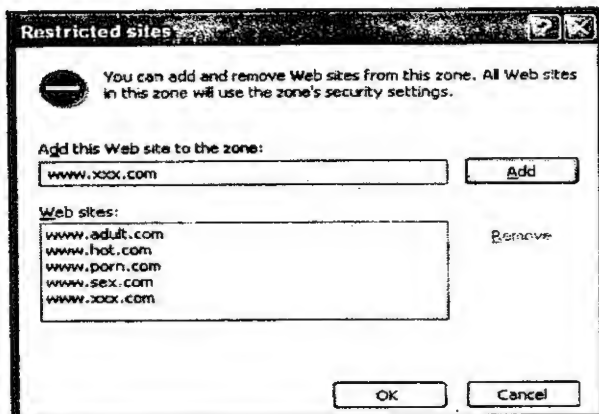 Restricted sites
You can add and remove Web sites from this zone. All Web sites
in this zone will use the zone's security settings.
Add this Web site to the zone:
www.xxx.com
Add
Web sites:
www.adult.com
www.hot.com
www.porn.com
www.sex.com
www.xxx.com
Remove
OK
Cancel